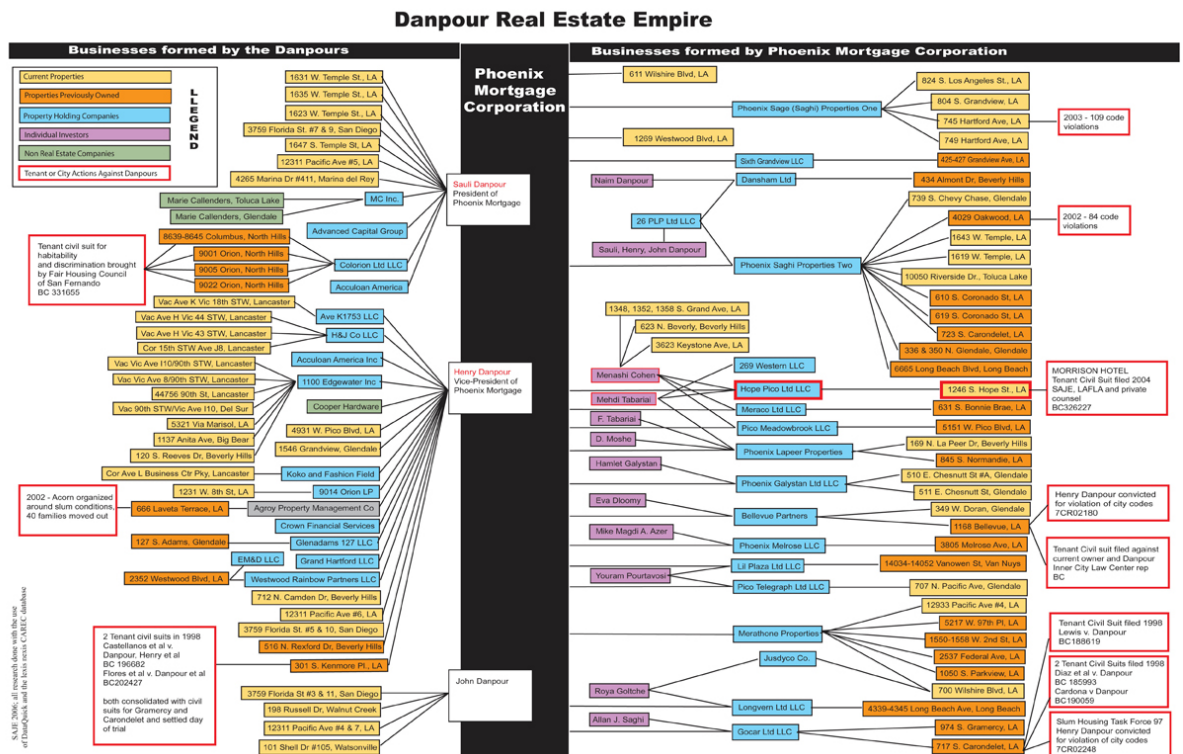 Danpour Real Estate Empire
Businesses formed by the Danpours
Businesses formed by Phoenix Mortgage Corporation
Phoenix
Mortgage
Corporation
Current Properties
Properties Previously Owned
Property Holding Companies
Individual Investors
Non Real Estate Companies
Tenant or City Actions Against Danpours
LLEGEND
1631 W. Temple St., LA
1635 W. Temple St, LA
1623 W. Temple St, LA
3759 Florida St. #7 & 9, San Diego
1647 S. Temple St, LA
12311 Pacific Ave #5, LA
4265 Marina Dr #411, Marina del Rey
Marie Callenders, Toluca Lake
Marie Callenders, Glendale
MC Inc.
Advanced Capital Group
8639-8645 Columbus, North Hills
9001 Orion, North Hills
9005 Orion, North Hills
9022 Orion, North Hills
Colorion Ltd LLC
Acculoan America
Tenant civil suit for
habitability
and discrimination brought
by Fair Housing Council
of San Fernando
BC 331655
Sauli Danpour
President of
Phoenix Mortgage
Vac Ave K Vic 18th STW, Lancaster
Vac Ave H Vic 44 STW, Lancaster
Vac Ave H Vic 43 STW, Lancaster
Cor 15th STW Ave J8, Lancaster
Ave K1753 LLC
H&J Co LLC
Acculoan America Inc
Vac Vic Ave I10/90th STW, Lancaster
Vac Vic Ave 8/90th STW, Lancaster
44756 90th St, Lancaster
Vac 90th STW/Vic Ave I10, Del Sur
5321 Via Marisol, LA
1137 Anita Ave, Big Bear
120 S. Reeves Dr, Beverly Hills
1100 Edgewater Inc
Cooper Hardware
4931 W. Pico Blvd, LA
1546 Grandview, Glendale
Cor Ave L Business Ctr Pky, Lancaster
Koko and Fashion Field
1231 W. 8th St, LA
9014 Orion LP
666 Laveta Terrace, LA
Agroy Property Management Co
2002 - Acorn organized
around slum conditions,
40 families moved out
Crown Financial Services
127 S. Adams, Glendale
Glenadams 127 LLC
EM&D LLC
Grand Hartford LLC
2352 Westwood Blvd, LA
Westwood Rainbow Partners LLC
712 N. Camden Dr, Beverly Hills
12311 Pacific Ave #6, LA
3759 Florida St. #5 & 10, San Diego
516 N. Rexford Dr, Beverly Hills
301 S. Kenmore Pl., LA
Henry Danpour
Vice-President of
Phoenix Mortgage
2 Tenant civil suits in 1998
Castellanos et al v.
Danpour, Henry et al
BC 196682
Flores et al v. Danpour et al
BC202427
both consolidated with civil
suits for Gramercy and
Carondelet and settled day
of trial
3759 Florida St #3 & 11, San Diego
198 Russell Dr, Walnut Creek
12311 Pacific Ave #4 & 7, LA
101 Shell Dr #105, Watsonville
John Danpour
SAJE 2006; all research done with the use
of DataQuick and the lexis nexis CAREC database
611 Wilshire Blvd, LA
Phoenix Sage (Saghi) Properties One
824 S. Los Angeles St., LA
804 S. Grandview, LA
745 Hartford Ave, LA
749 Hartford Ave, LA
2003 - 109 code
violations
1269 Westwood Blvd, LA
Sixth Grandview LLC
425-427 Grandview Ave, LA
Naim Danpour
Dansham Ltd
434 Almont Dr, Beverly Hills
26 PLP Ltd LLC
Sauli, Henry, John Danpour
Phoenix Saghi Properties Two
739 S. Chevy Chase, Glendale
4029 Oakwood, LA
1643 W. Temple, LA
1619 W. Temple, LA
10050 Riverside Dr., Toluca Lake
610 S. Coronado St, LA
619 S. Coronado St, LA
723 S. Carondelet, LA
336 & 350 N. Glendale, Glendale
6665 Long Beach Blvd, Long Beach
2002 - 84 code
violations
1348, 1352, 1358 S. Grand Ave, LA
623 N. Beverly, Beverly Hills
3623 Keystone Ave, LA
Menashi Cohen
Mehdi Tabariai
F. Tabariai
D. Moshe
269 Western LLC
Hope Pico Ltd LLC
1246 S. Hope St., LA
MORRISON HOTEL
Tenant Civil Suit filed 2004
SAJE, LAFLA and private
counsel
BC326227
Meraco Ltd LLC
631 S. Bonnie Brae, LA
Pico Meadowbrook LLC
5151 W. Pico Blvd, LA
Phoenix Lapeer Properties
169 N. La Peer Dr, Beverly Hills
845 S. Normandie, LA
Hamlet Galystan
Phoenix Galystan Ltd LLC
510 E. Chesnutt St #A, Glendale
511 E. Chesnutt St, Glendale
Eva Dloomy
Bellevue Partners
349 W. Doran, Glendale
1168 Bellevue, LA
Henry Danpour convicted
for violation of city codes
7CR02180
Tenant Civil suit filed against
current owner and Danpour
Inner City Law Center rep
BC
Mike Magdi A. Azer
Phoenix Melrose LLC
3805 Melrose Ave, LA
Youram Pourtavosi
Lil Plaza Ltd LLC
14034-14052 Vanowen St, Van Nuys
Pico Telegraph Ltd LLC
707 N. Pacific Ave, Glendale
Merathone Properties
12933 Pacific Ave #4, LA
5217 W. 97th Pl, LA
1550-1558 W. 2nd St, LA
2537 Federal Ave, LA
1050 S. Parkview, LA
700 Wilshire Blvd, LA
Jusdyco Co.
Roya Goltche
Longvern Ltd LLC
4339-4345 Long Beach Ave, Long Beach
Allan J. Saghi
Gocar Ltd LLC
974 S. Gramercy, LA
717 S. Carandelet, LA
Tenant Civil Suit filed 1998
Lewis v. Danpour
BC188619
2 Tenant Civil Suits filed 1998
Diaz et al v. Danpour
BC 185993
Cardona v Danpour
BC190059
Slum Housing Task Force 97
Henry Danpour convicted
for violation of city codes
7CR02248